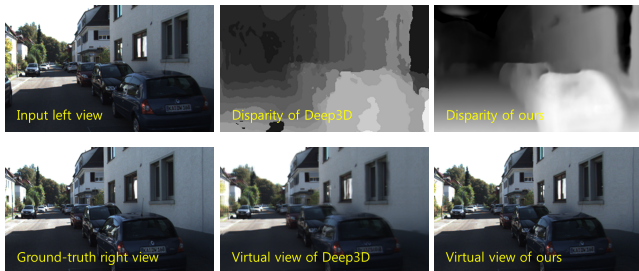 Input left view
Disparity of Deep3D
Disparity of ours
Ground-truth right view
Virtual view of Deep3D
Virtual view of ours